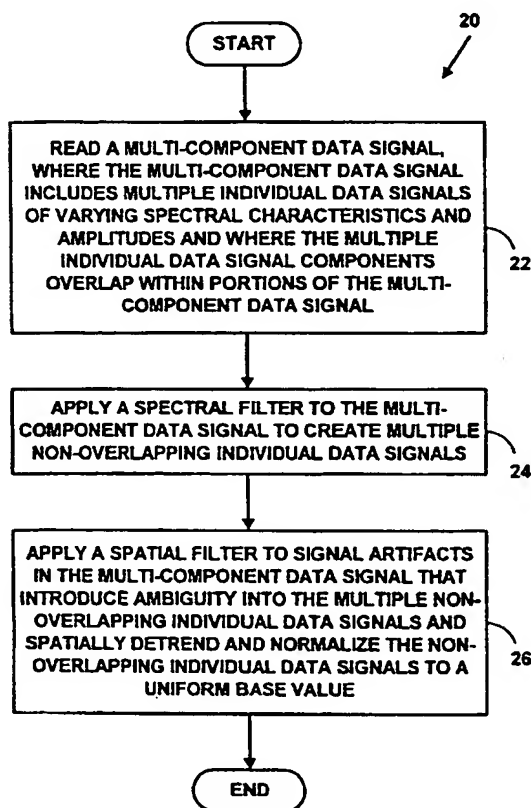 START
20
READ A MULTI-COMPONENT DATA SIGNAL,
WHERE THE MULTI-COMPONENT DATA SIGNAL
INCLUDES MULTIPLE INDIVIDUAL DATA SIGNALS
OF VARYING SPECTRAL CHARACTERISTICS AND
AMPLITUDES AND WHERE THE MULTIPLE
INDIVIDUAL DATA SIGNAL COMPONENTS
OVERLAP WITHIN PORTIONS OF THE MULTI-
COMPONENT DATA SIGNAL
22
APPLY A SPECTRAL FILTER TO THE MULTI-
COMPONENT DATA SIGNAL TO CREATE MULTIPLE
NON-OVERLAPPING INDIVIDUAL DATA SIGNALS
24
APPLY A SPATIAL FILTER TO SIGNAL ARTIFACTS
IN THE MULTI-COMPONENT DATA SIGNAL THAT
INTRODUCE AMBIGUITY INTO THE MULTIPLE NON-
OVERLAPPING INDIVIDUAL DATA SIGNALS AND
SPATIALLY DETREND AND NORMALIZE THE NON-
OVERLAPPING INDIVIDUAL DATA SIGNALS TO A
UNIFORM BASE VALUE
26
END